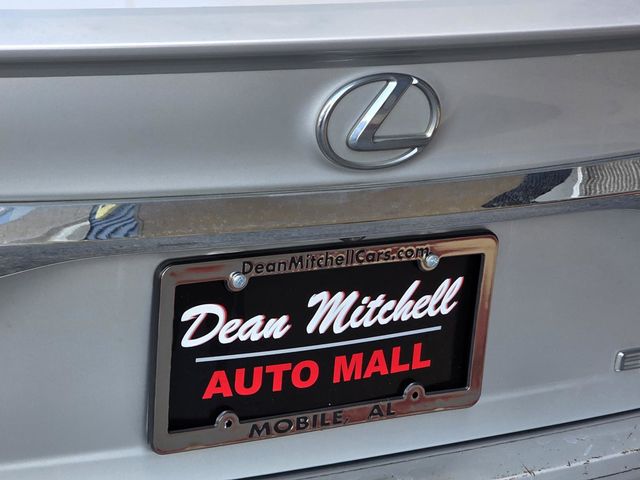 DeanMitchellCars.com
Dean Mitchell
AUTO MALL
MOBILE, AL